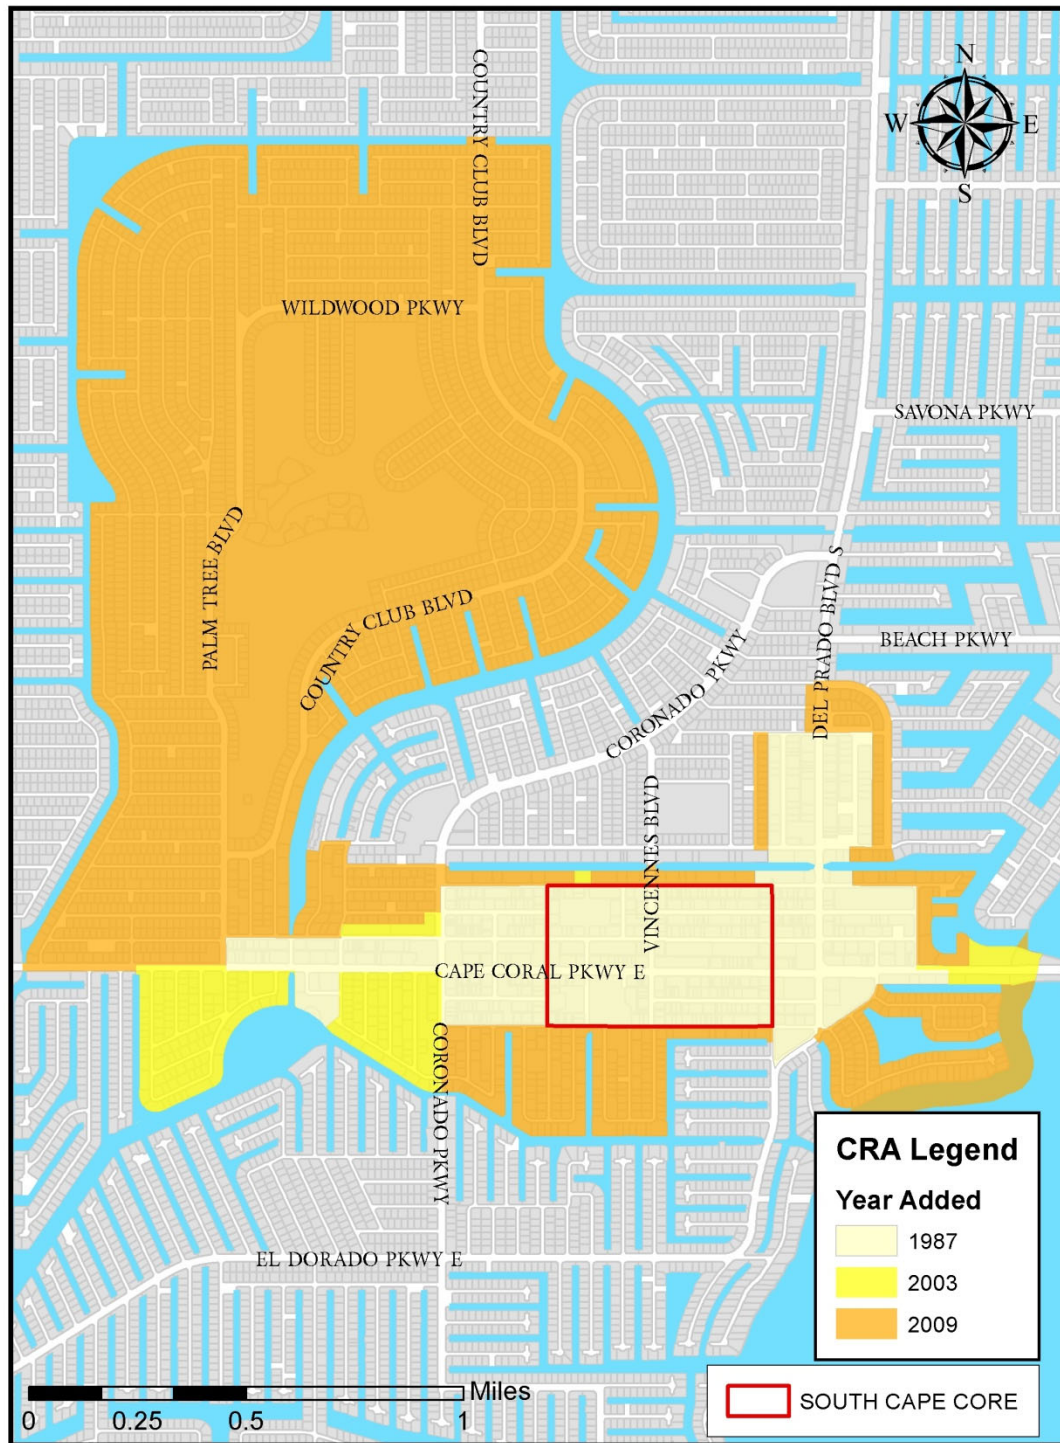 N
W E
S
COUNTRY CLUB BLVD
WILDWOOD PKWY
SAVONA PKWY
PALM TREE BLVD
COUNTRY CLUB BLVD
DEL PRADO BLVD S
BEACH PKWY
CORONADO PKWY
VINCENNES BLVD
CAPE CORAL PKWY E
CORONADO PKWY
EL DORADO PKWY E
CRA Legend
Year Added
1987
2003
2009
SOUTH CAPE CORE
Miles
0 0.25 0.5 1